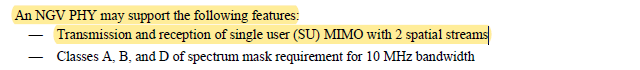 An NGV PHY may support the following features:
— Transmission and reception of single user (SU) MIMO with 2 spatial streams
— Classes A, B, and D of spectrum mask requirement for 10 MHz bandwidth